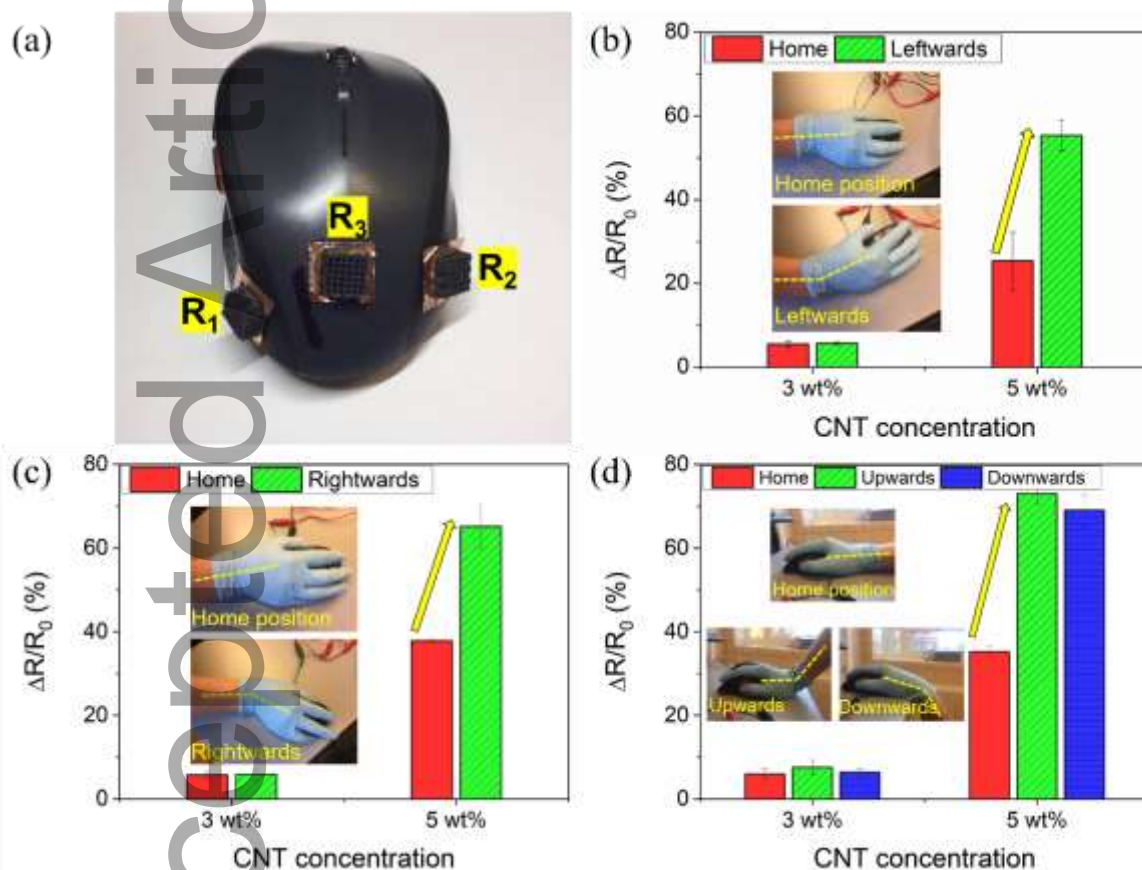 (a)
R₃
R₂
R₁
(b)
Home Leftwards
80
60
40
20
0
ΔR/R₀ (%)
Home position
Leftwards
3 wt% 5 wt%
CNT concentration
(c)
Home Rightwards
80
60
40
20
0
ΔR/R₀ (%)
Home position
Rightwards
3 wt% 5 wt%
CNT concentration
(d)
Home Upwards Downwards
80
60
40
20
0
ΔR/R₀ (%)
Home position
Upwards Downwards
3 wt% 5 wt%
CNT concentration
cepted Artic